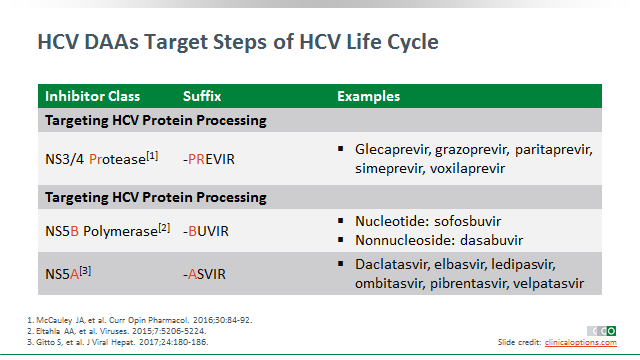 HCV DAAs Target Steps of HCV Life Cycle
Inhibitor Class Suffix Examples
Targeting HCV Protein Processing
NS3/4 Protease[1] -PREVIR ▪ Glecaprevir, grazoprevir, paritaprevir,
simeprevir, voxilaprevir
Targeting HCV Protein Processing
NS5B Polymerase[2] -BUVIR ▪ Nucleotide: sofosbuvir
▪ Nonnucleoside: dasabuvir
NS5A[3] -ASVIR ▪ Daclatasvir, elbasvir, ledipasvir,
ombitasvir, pibrentasvir, velpatasvir
1. McCauley JA, et al. Curr Opin Pharmacol. 2016;30:84-92.
2. Eltahla AA, et al. Viruses. 2015;7:5206-5224.
3. Gitto S, et al. J Viral Hepat. 2017;24:180-186.
CCO
Slide credit: clinicaloptions.com